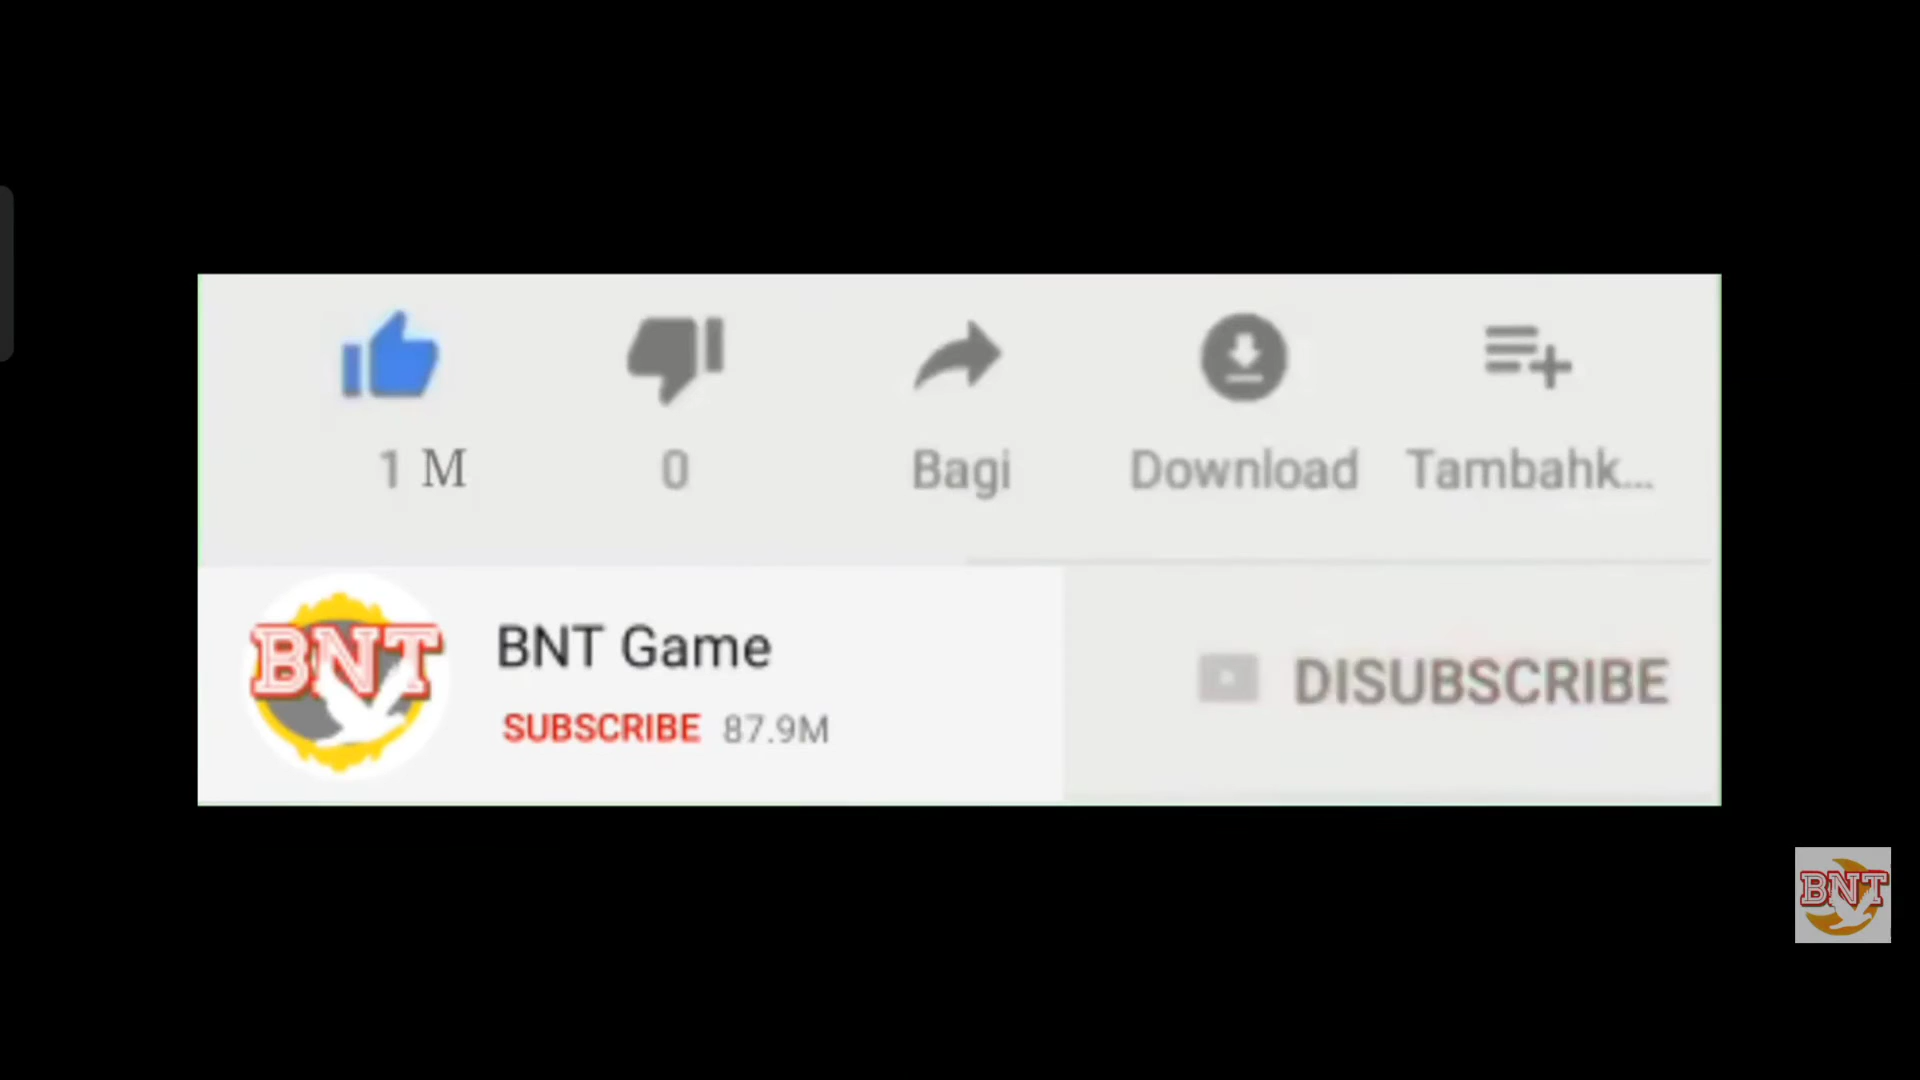 1 M 0 Bagi Download Tambahk...
BNT
BNT Game
SUBSCRIBE 87.9M
DISUBSCRIBE
BNT